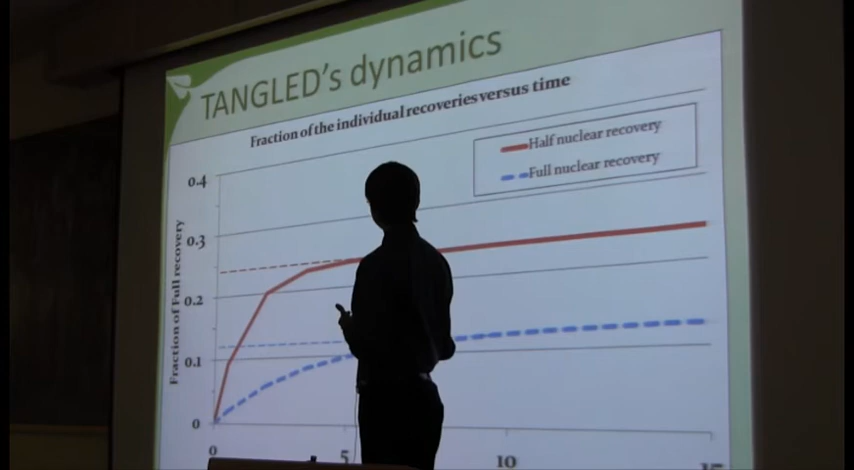 TANGLED's dynamics
Fraction of the individual recoveries versus time
Half nuclear recovery
Full nuclear recovery
Fraction of Full recovery
0.4
0.3
0.2
0.1
0
0
5
10
15